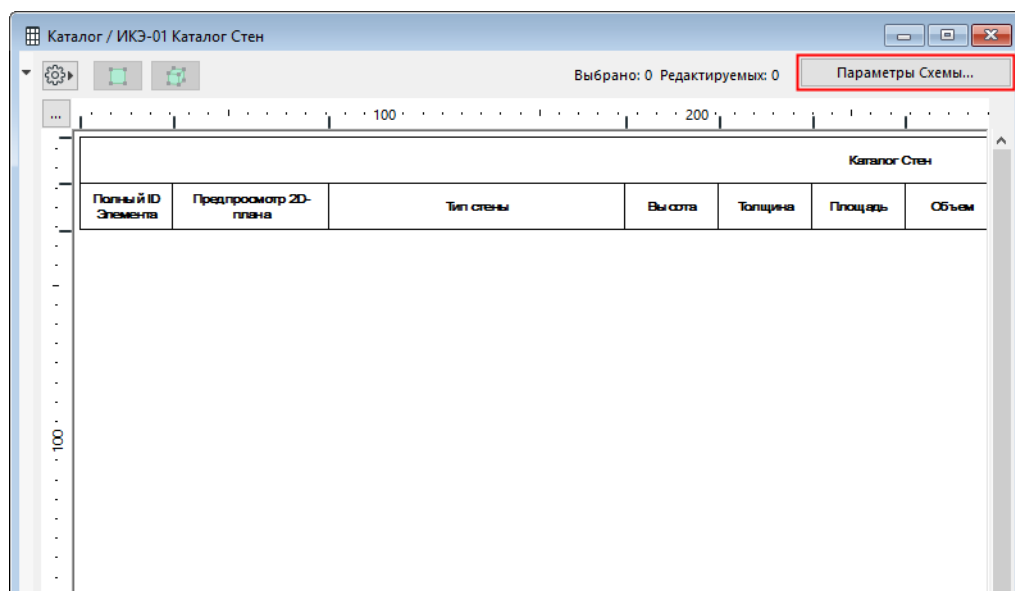 Каталог / ИКЭ-01 Каталог Стен
Выбрано: 0 Редактируемых: 0 Параметры Схемы...
... 100 200
Каталог Стен
Полный ID Элемента Предпросмотр 2D-плана Тип стены Высота Толщина Площадь Объем
100